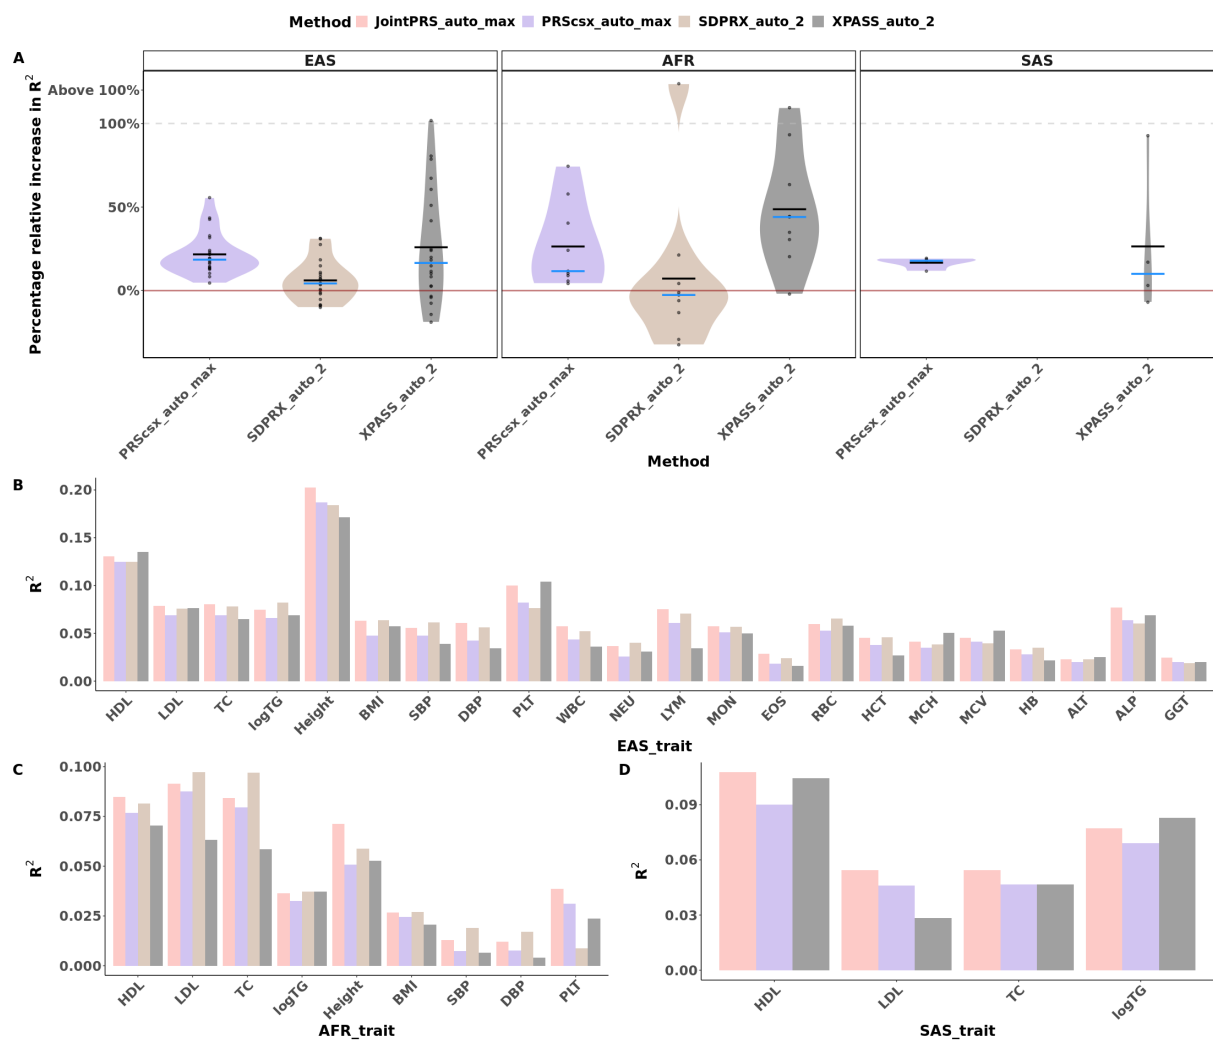 Method JointPRS_auto_max PRScsx_auto_max SDPRX_auto_2 XPASS_auto_2
A
EAS AFR SAS
Percentage relative increase in R²
Above 100%
100%
50%
0%
PRScsx_auto_max SDPRX_auto_2 XPASS_auto_2 PRScsx_auto_max SDPRX_auto_2 XPASS_auto_2 PRScsx_auto_max SDPRX_auto_2 XPASS_auto_2
Method
B
R²
0.20
0.15
0.10
0.05
0.00
HDL LDL TC logTG Height BMI SBP DBP PLT WBC NEU LYM MON EOS RBC HCT MCH MCV HB ALT ALP GGT
EAS_trait
C
R²
0.100
0.075
0.050
0.025
0.000
HDL LDL TC logTG Height BMI SBP DBP PLT
AFR_trait
D
R²
0.09
0.06
0.03
0.00
HDL LDL TC logTG
SAS_trait